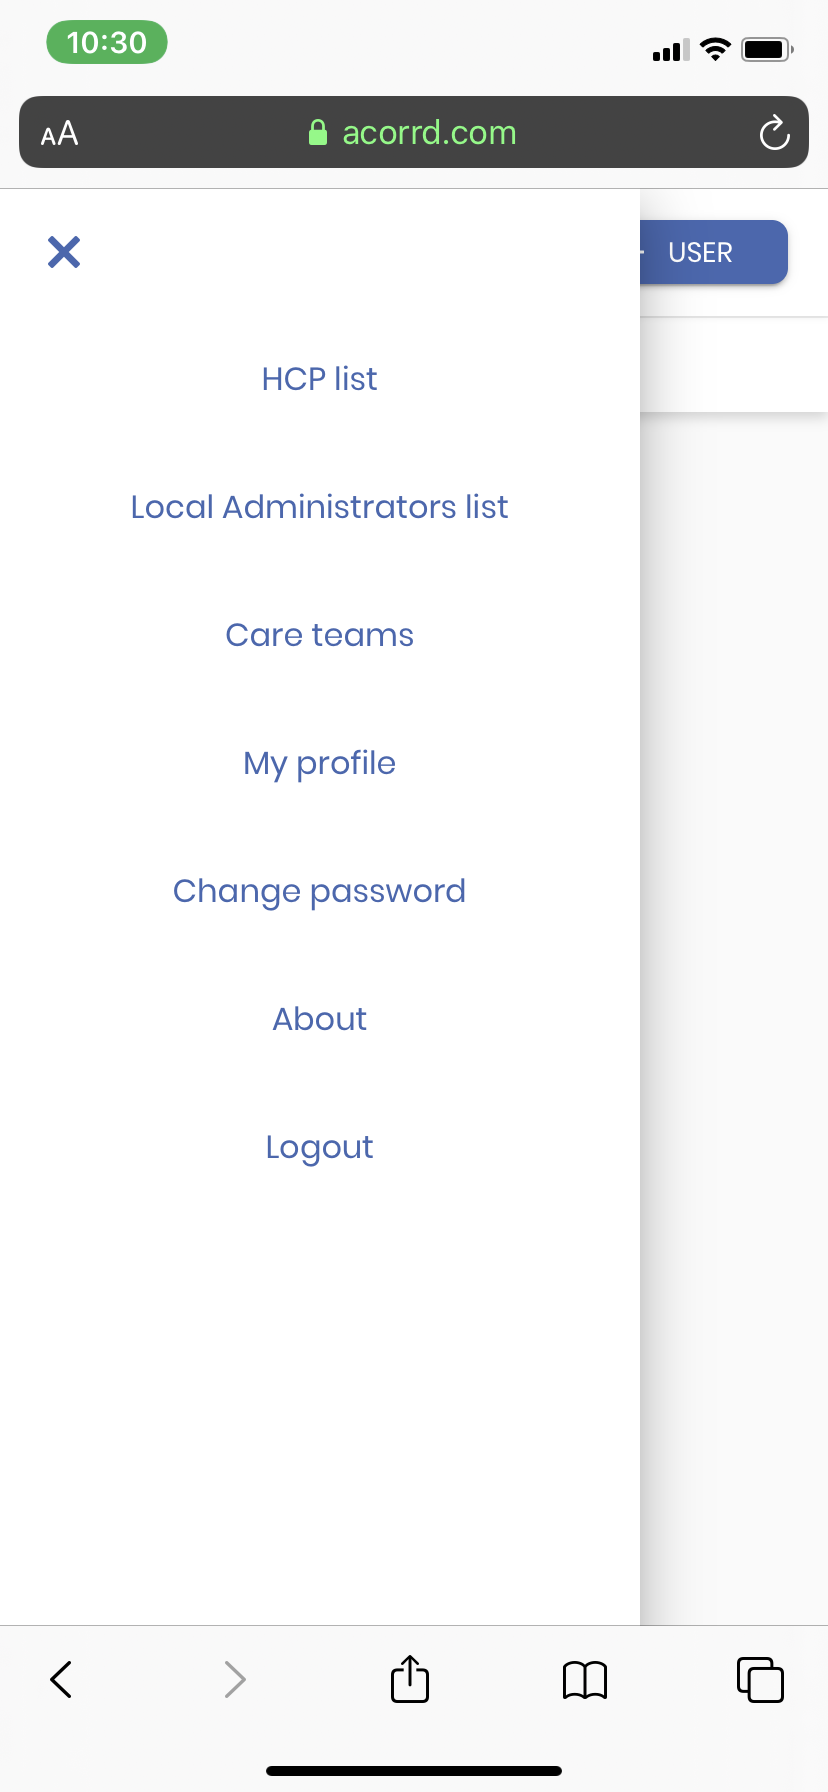 10:30
AA acorrd.com
USER
HCP list
Local Administrators list
Care teams
My profile
Change password
About
Logout